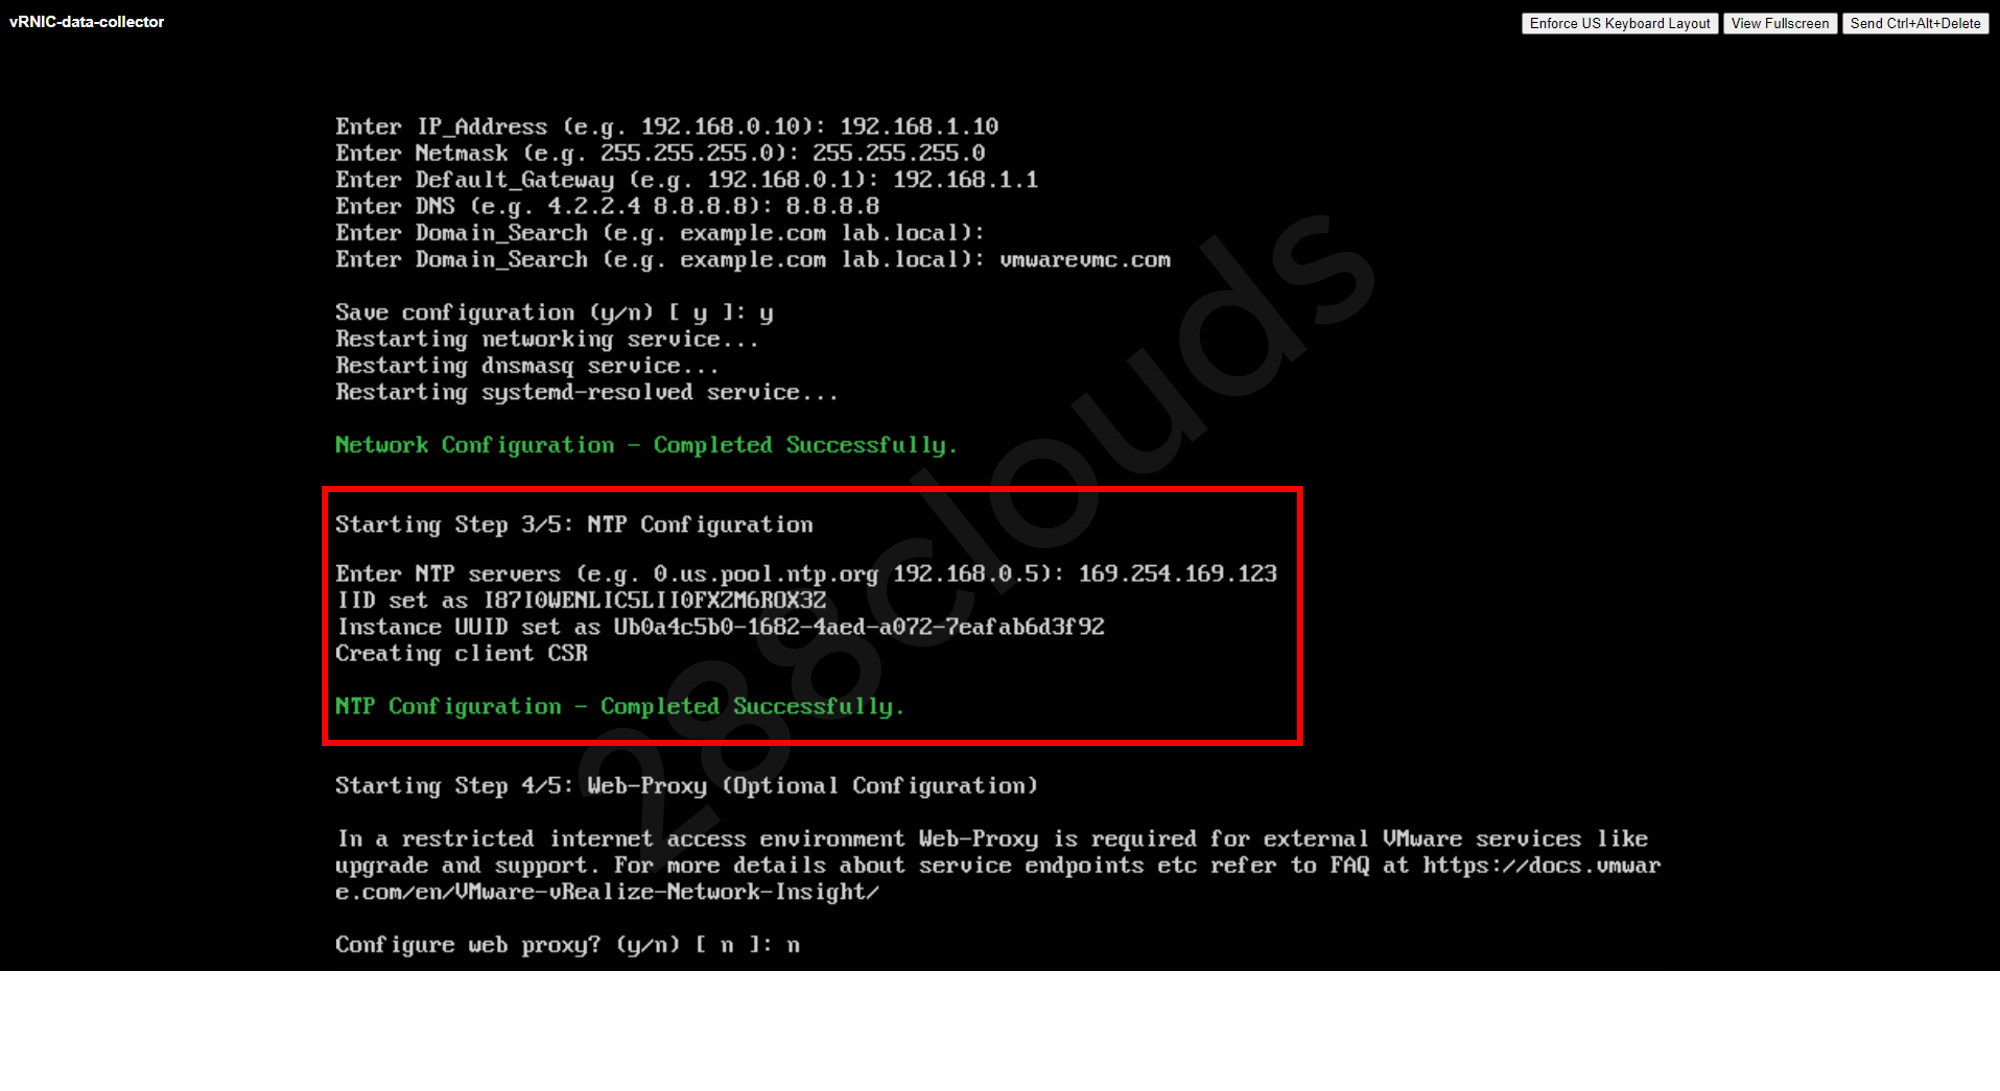 vRNIC-data-collector
Enforce US Keyboard Layout View Fullscreen Send Ctrl+Alt+Delete
Enter IP_Address (e.g. 192.168.0.10): 192.168.1.10
Enter Netmask (e.g. 255.255.255.0): 255.255.255.0
Enter Default_Gateway (e.g. 192.168.0.1): 192.168.1.1
Enter DNS (e.g. 4.2.2.4 8.8.8.8): 8.8.8.8
Enter Domain_Search (e.g. example.com lab.local):
Enter Domain_Search (e.g. example.com lab.local): vmwarevmc.com
Save configuration (y/n) [ y ]: y
Restarting networking service...
Restarting dnsmasq service...
Restarting systemd-resolved service...
Network Configuration - Completed Successfully.
Starting Step 3/5: NTP Configuration
Enter NTP servers (e.g. 0.us.pool.ntp.org 192.168.0.5): 169.254.169.123
IID set as I87I0WENLIC5LII0FXZM6ROX3Z
Instance UUID set as Ub0a4c5b0-1682-4aed-a072-7eafab6d3f92
Creating client CSR
NTP Configuration - Completed Successfully.
Starting Step 4/5: Web-Proxy (Optional Configuration)
In a restricted internet access environment Web-Proxy is required for external VMware services like
upgrade and support. For more details about service endpoints etc refer to FAQ at https://docs.vmwar
e.com/en/VMware-vRealize-Network-Insight/
Configure web proxy? (y/n) [ n ]: n
288clouds